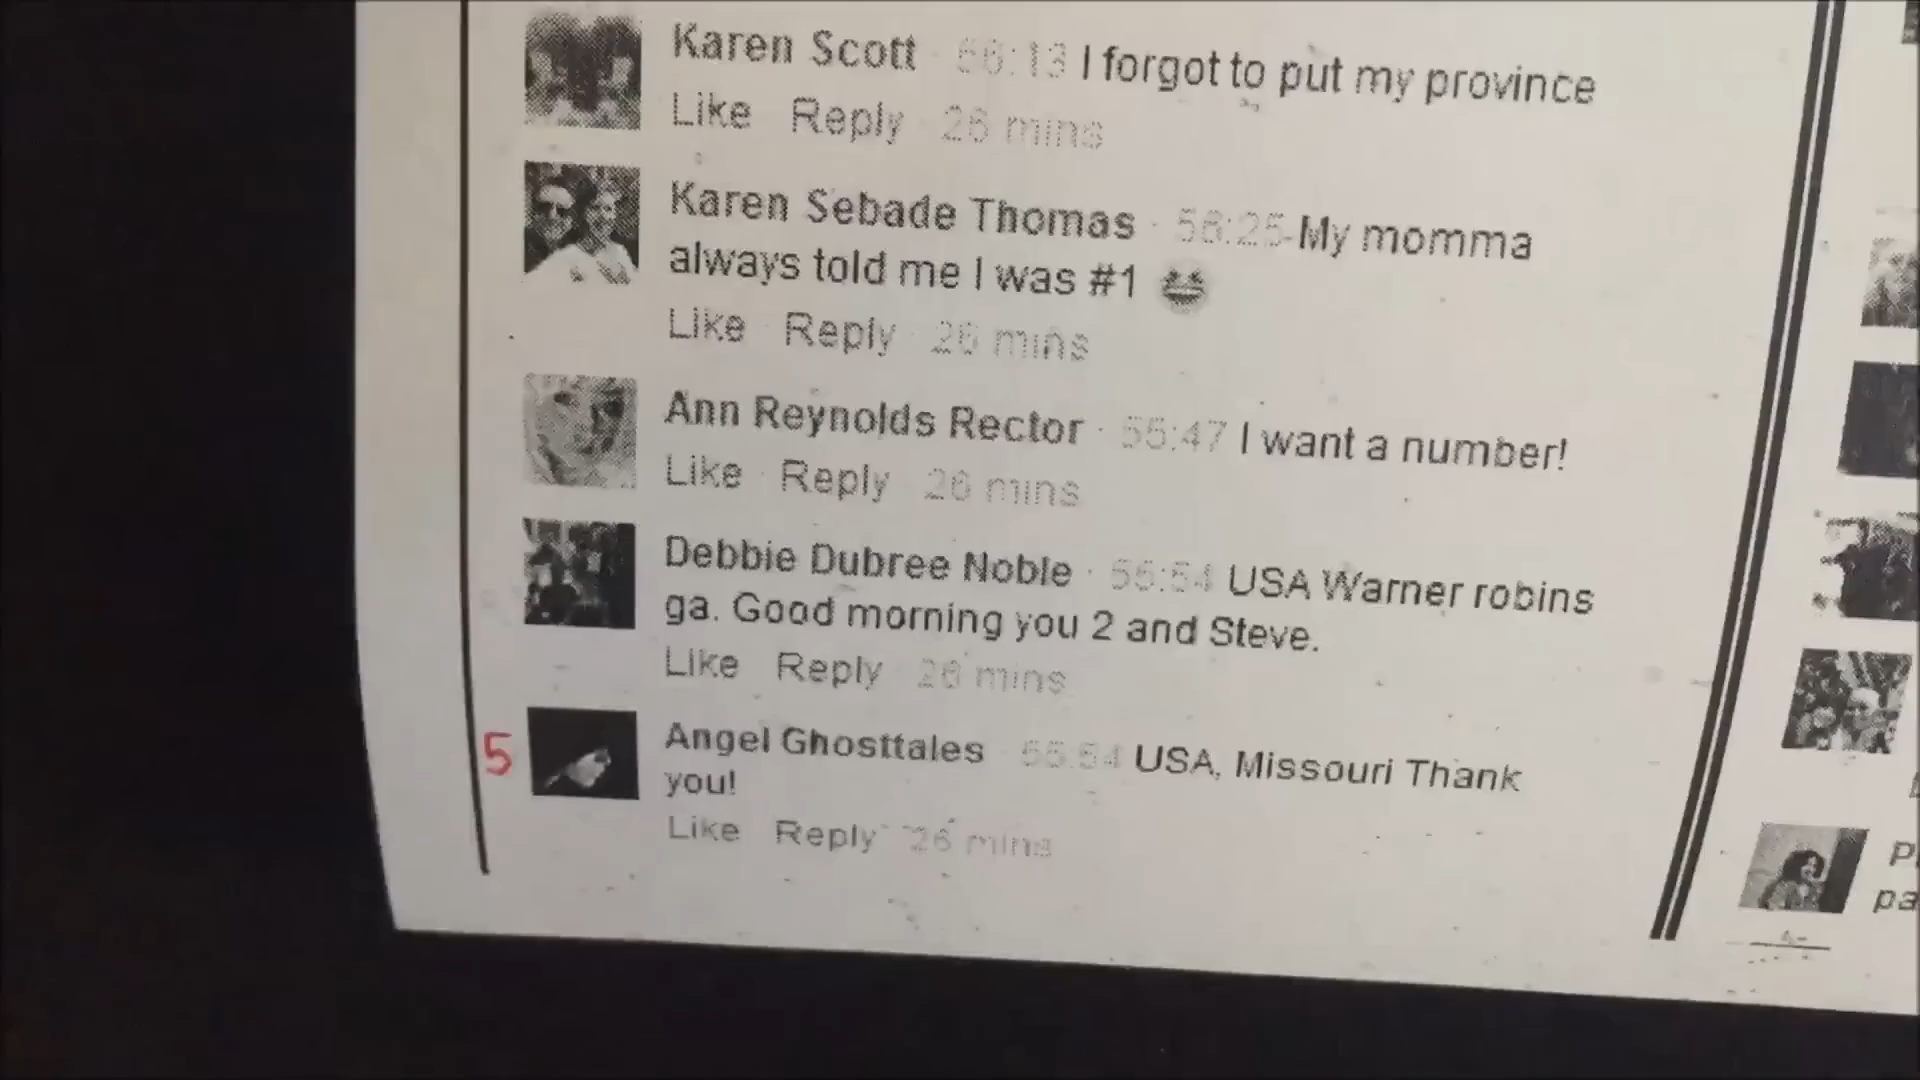 Karen Scott · 56:13 I forgot to put my province
Like Reply 26 mins
Karen Sebade Thomas · 56:25 My momma
always told me I was #1 😆
Like · Reply · 26 mins
Ann Reynolds Rector · 55:47 I want a number!
Like · Reply · 26 mins
Debbie Dubree Noble · 55:54 USA Warner robins
ga. Good morning you 2 and Steve.
Like Reply 26 mins
5
Angel Ghosttales 55:54 USA, Missouri Thank
you!
Like Reply 26 mins
pa